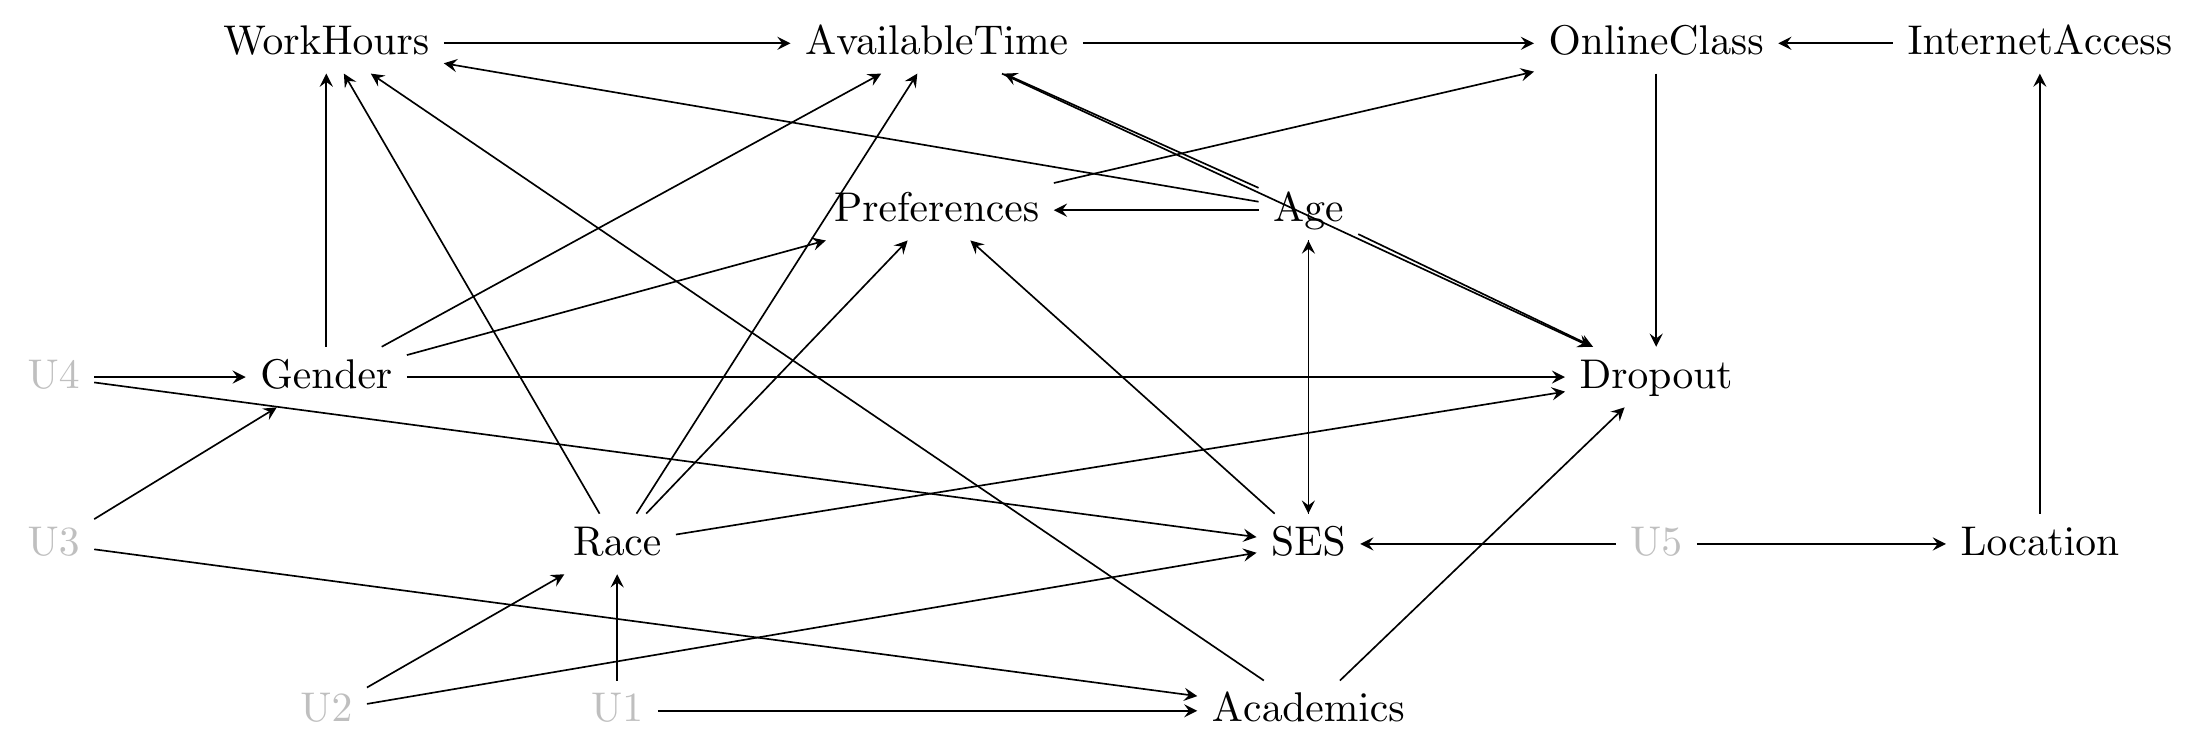 WorkHours AvailableTime OnlineClass InternetAccess
Preferences Age
U4 Gender Dropout
U3 Race SES U5 Location
U2 U1 Academics